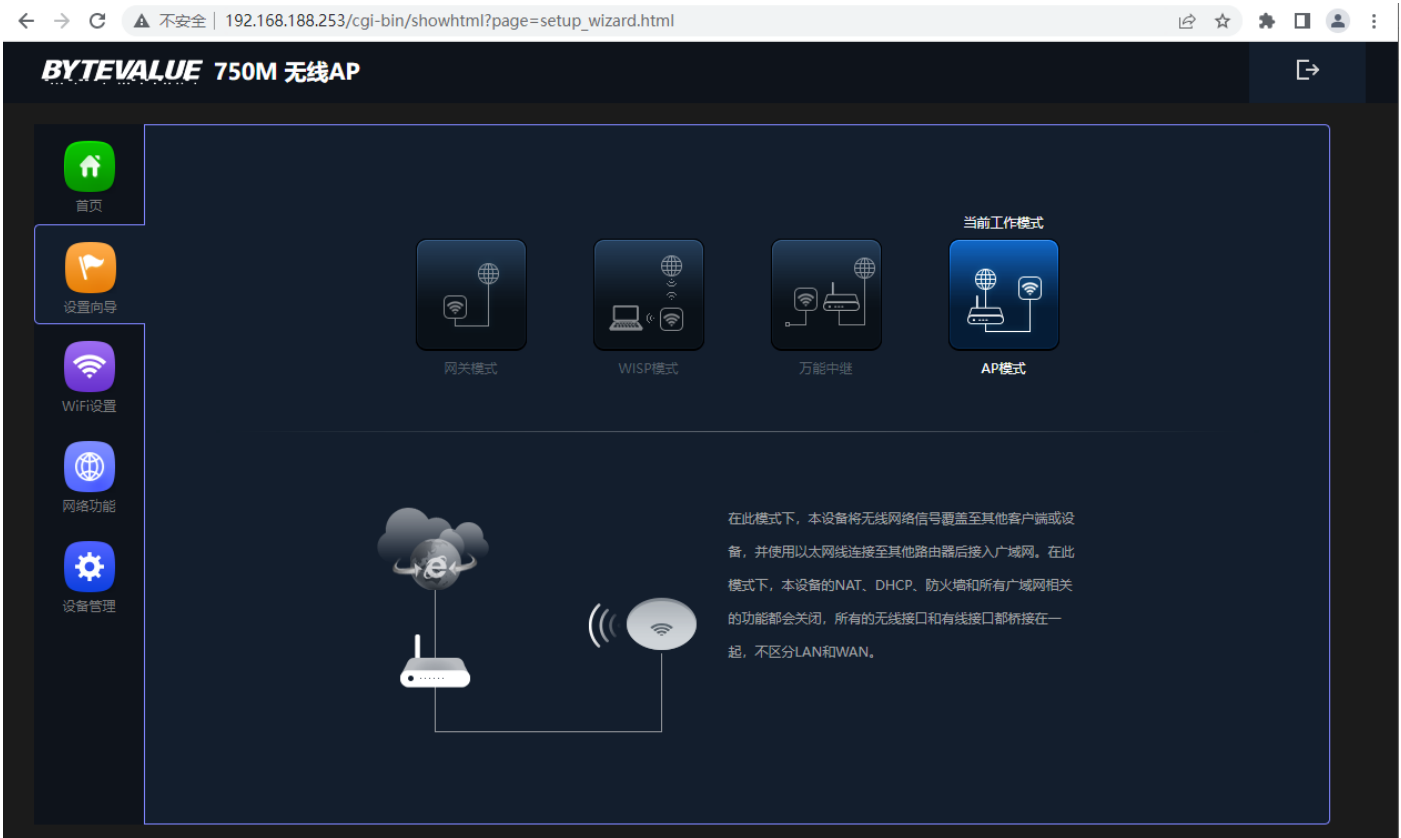 不安全 192.168.188.253/cgi-bin/showhtml?page=setup_wizard.html
BYTEVALUE 750M 无线AP
首页
设置向导
WiFi设置
网络功能
设备管理
当前工作模式
网关模式
WISP模式
万能中继
AP模式
在此模式下，本设备将无线网络信号覆盖至其他客户端或设
备，并使用以太网线连接至其他路由器后接入广域网。在此
模式下，本设备的NAT、DHCP、防火墙和所有广域网相关
的功能都会关闭，所有的无线接口和有线接口都桥接在一
起，不区分LAN和WAN。